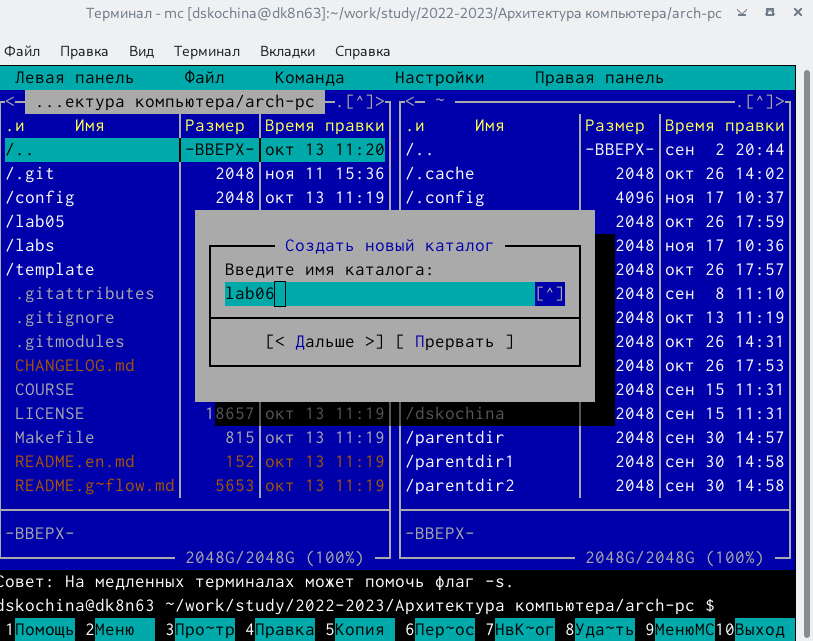 Терминал - mc [dskochina@dk8n63]:~/work/study/2022-2023/Архитектура компьютера/arch-pc
Файл Правка Вид Терминал Вкладки Справка
Левая панель Файл Команда Настройки Правая панель
<─ ...ектура компьютера/arch-pc ─.[^]> <─ ~ ─.[^]>
.и Имя Размер Время правки .и Имя Размер Время правки
/.. -ВВЕРХ- окт 13 11:20 /.. -ВВЕРХ- сен 2 20:44
/.git 2048 ноя 11 15:36 /.cache 2048 окт 26 14:02
/config 2048 окт 13 11:19 /.config 4096 ноя 17 10:37
/lab05 2048 окт 26 17:59
/labs 2048 ноя 17 10:36
/template 2048 окт 26 17:57
.gitattributes 2048 сен 8 11:10
.gitignore 2048 окт 13 11:19
.gitmodules 2048 окт 26 14:31
CHANGELOG.md 2048 окт 26 17:53
COURSE 2048 сен 15 11:31
LICENSE 18657 окт 13 11:19 /dskochina 2048 сен 15 11:31
Makefile 815 окт 13 11:19 /parentdir 2048 сен 30 14:57
README.en.md 152 окт 13 11:19 /parentdir1 2048 сен 30 14:58
README.g~flow.md 5653 окт 13 11:19 /parentdir2 2048 сен 30 14:58
Создать новый каталог
Введите имя каталога:
lab06 [^]
[< Дальше >] [ Прервать ]
-ВВЕРХ- -ВВЕРХ-
2048G/2048G (100%) 2048G/2048G (100%)
Совет: На медленных терминалах может помочь флаг -s.
dskochina@dk8n63 ~/work/study/2022-2023/Архитектура компьютера/arch-pc $
1Помощь 2Меню 3Про~тр 4Правка 5Копия 6Пер~ос 7НвК~ог 8Уда~ть 9МенюMC 10Выход